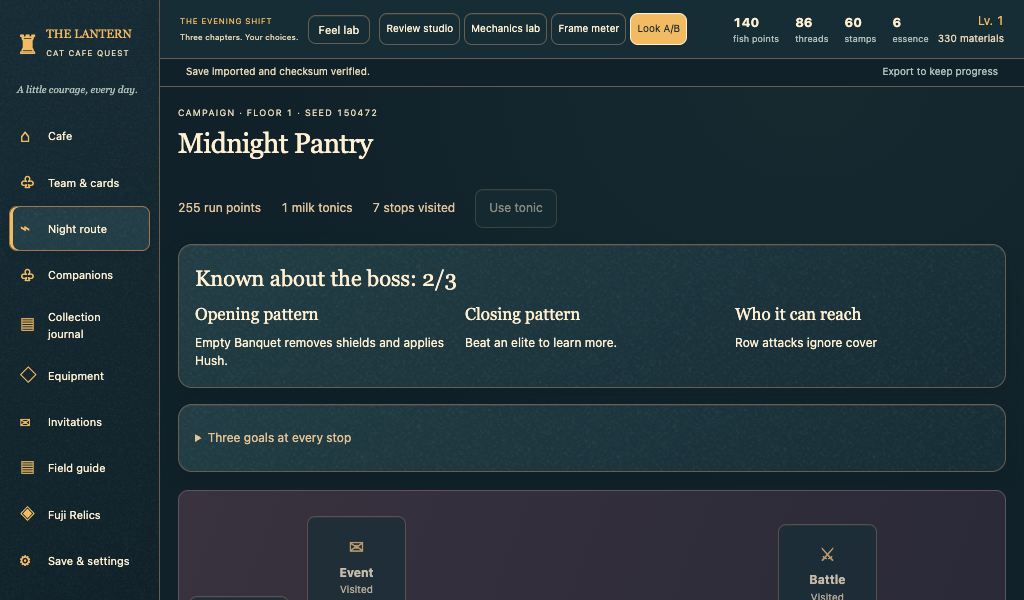 THE LANTERN
CAT CAFE QUEST
A little courage, every day.
Cafe
Team & cards
Night route
Companions
Collection
journal
Equipment
Invitations
Field guide
Fuji Relics
Save & settings
THE EVENING SHIFT
Three chapters. Your choices.
Feel lab
Review studio
Mechanics lab
Frame meter
Look A/B
140
fish points
86
threads
60
stamps
6
essence
Lv. 1
330 materials
Save imported and checksum verified.
Export to keep progress
CAMPAIGN · FLOOR 1 · SEED 150472
Midnight Pantry
255 run points
1 milk tonics
7 stops visited
Use tonic
Known about the boss: 2/3
Opening pattern
Empty Banquet removes shields and applies
Hush.
Closing pattern
Beat an elite to learn more.
Who it can reach
Row attacks ignore cover
Three goals at every stop
Event
Visited
Battle
Visited